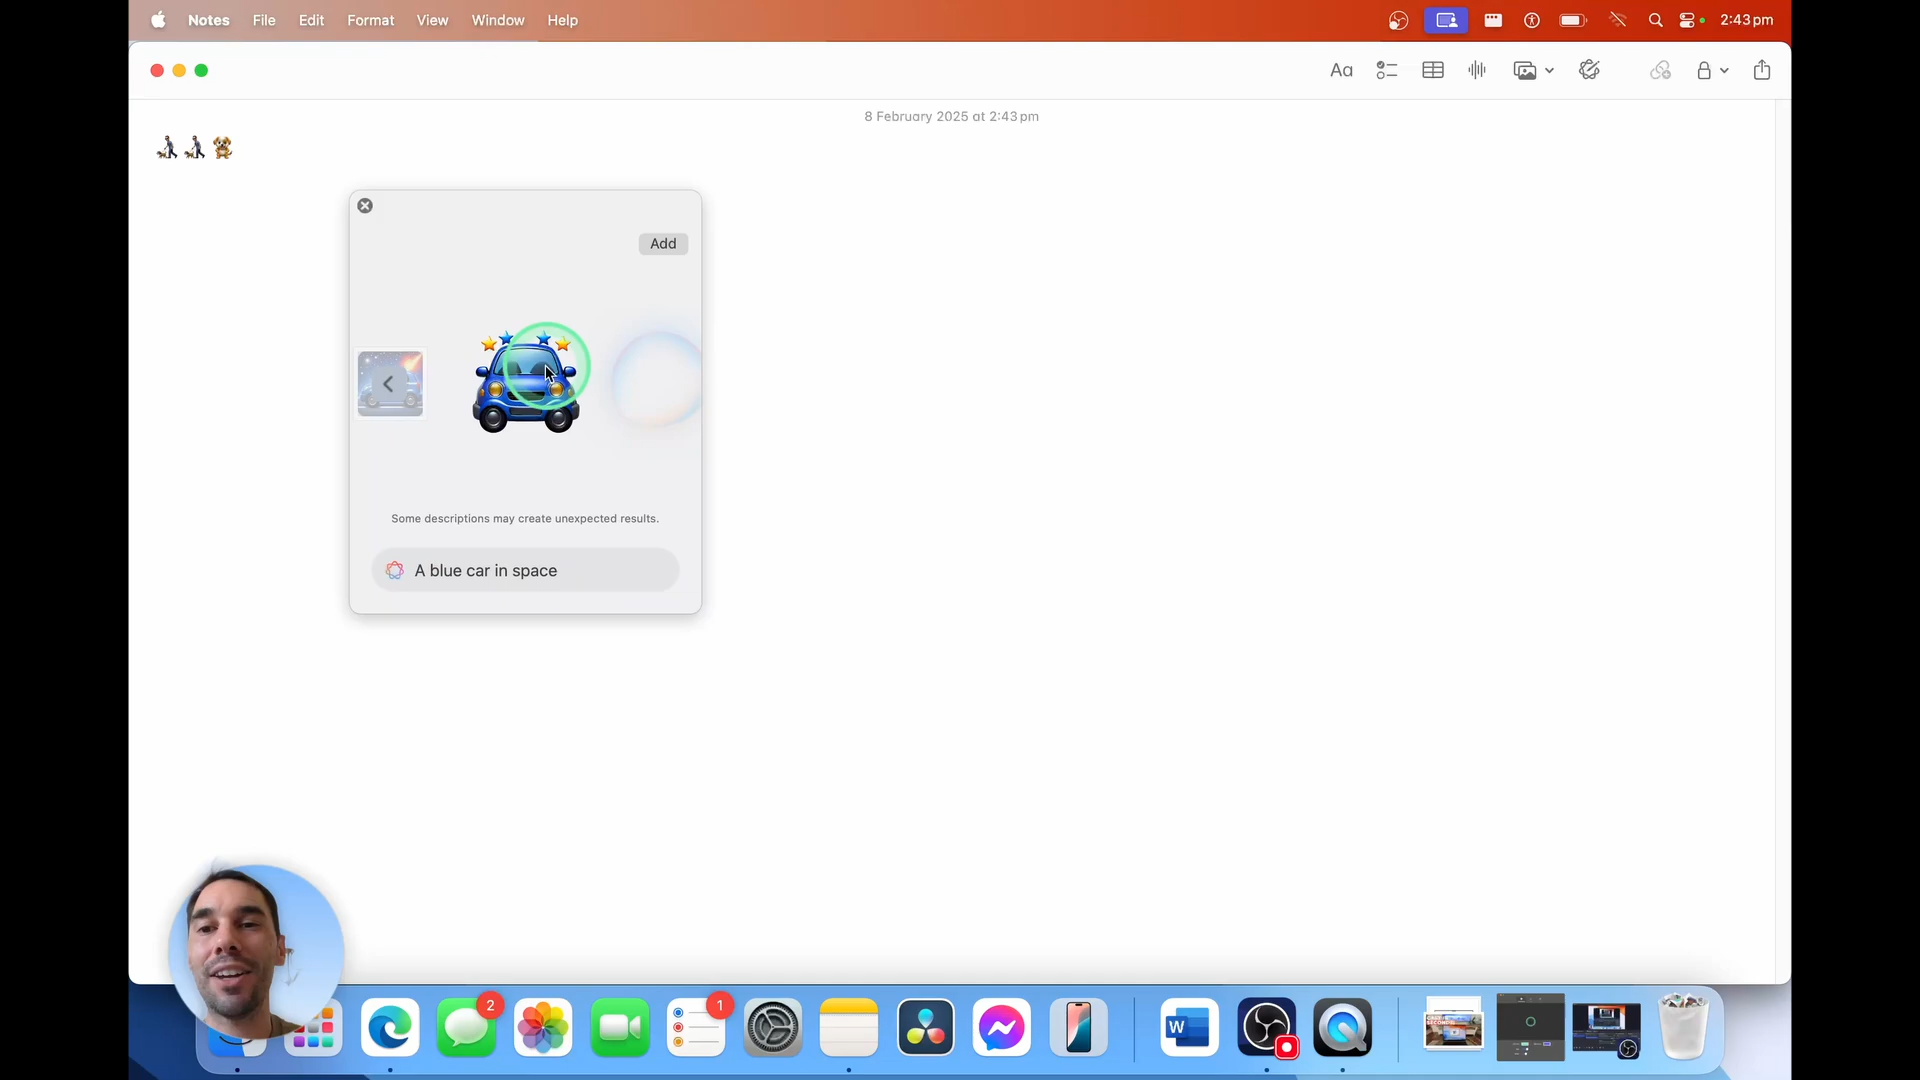 Notes File Edit Format View Window Help 2:43 pm
Aa
8 February 2025 at 2:43 pm
Add
Some descriptions may create unexpected results.
A blue car in space
2
1
W